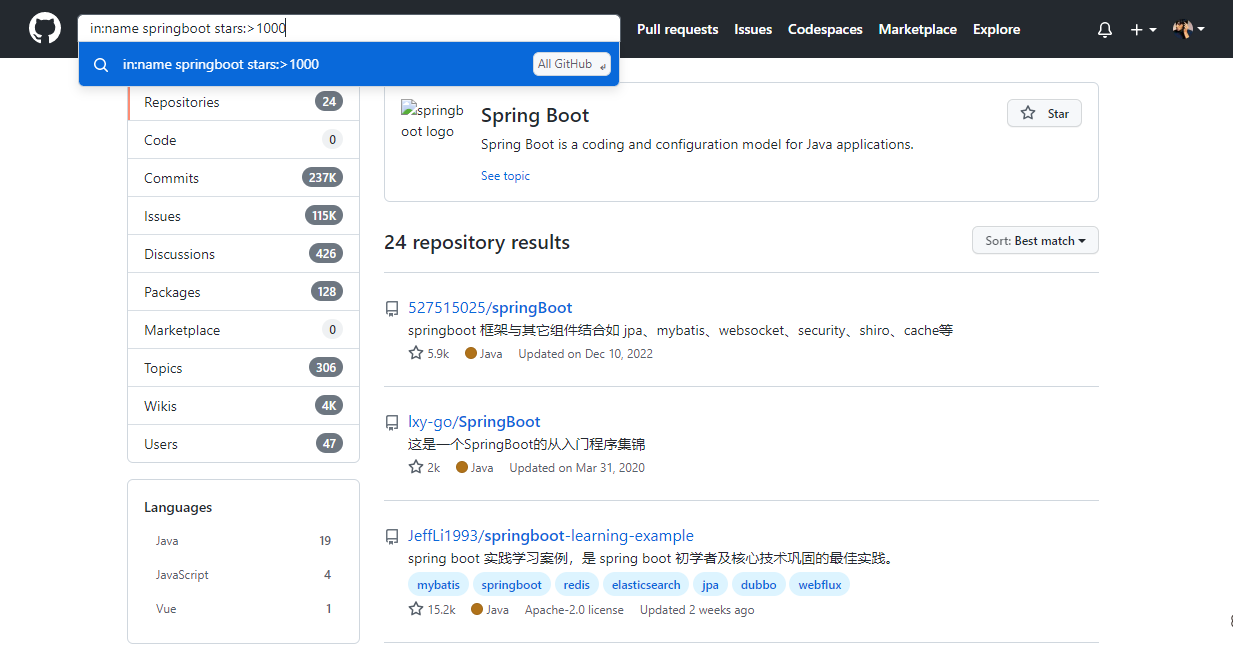 in:name springboot stars:>1000
Pull requests Issues Codespaces Marketplace Explore
in:name springboot stars:>1000 All GitHub
Repositories 24
Code 0
Commits 237K
Issues 115K
Discussions 426
Packages 128
Marketplace 0
Topics 306
Wikis 4K
Users 47
Languages
Java 19
JavaScript 4
Vue 1
springb
oot logo
Spring Boot
Star
Spring Boot is a coding and configuration model for Java applications.
See topic
24 repository results
Sort: Best match
527515025/springBoot
springboot 框架与其它组件结合如 jpa、mybatis、websocket、security、shiro、cache等
5.9k Java Updated on Dec 10, 2022
lxy-go/SpringBoot
这是一个SpringBoot的从入门程序集锦
2k Java Updated on Mar 31, 2020
JeffLi1993/springboot-learning-example
spring boot 实践学习案例，是 spring boot 初学者及核心技术巩固的最佳实践。
mybatis springboot redis elasticsearch jpa dubbo webflux
15.2k Java Apache-2.0 license Updated 2 weeks ago